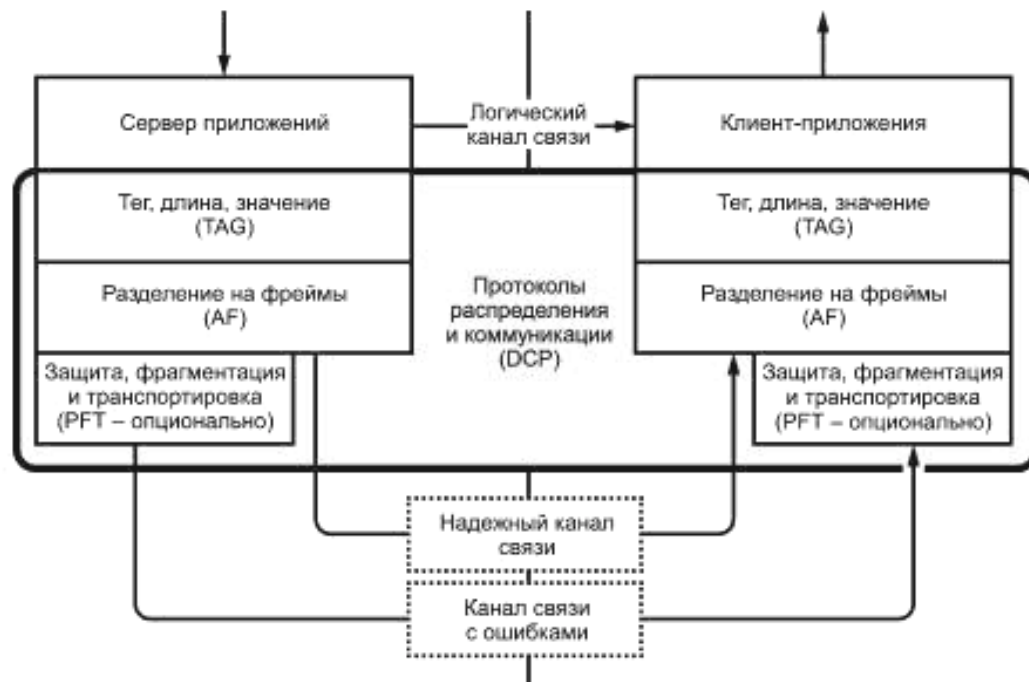 Сервер приложений
Логический
канал связи
Клиент-приложения
Тег, длина, значение
(TAG)
Тег, длина, значение
(TAG)
Разделение на фреймы
(AF)
Протоколы
распределения
и коммуникации
(DCP)
Разделение на фреймы
(AF)
Защита, фрагментация
и транспортировка
(PFT – опционально)
Защита, фрагментация
и транспортировка
(PFT – опционально)
Надежный канал
связи
Канал связи
с ошибками